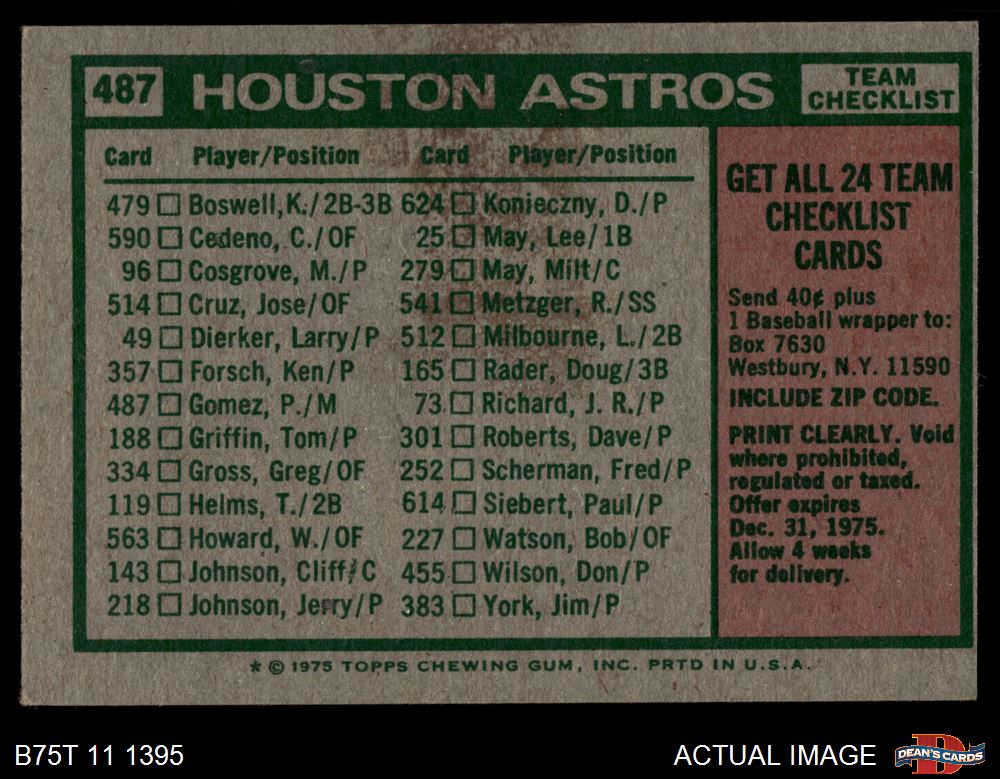 487 HOUSTON ASTROS
TEAM
CHECKLIST
Card Player/Position Card Player/Position
479 Boswell,K./2B-3B 624 Konieczny, D./P
590 Cedeno, C./OF 25 May, Lee/1B
96 Cosgrove, M./P 279 May, Milt/C
514 Cruz, Jose/OF 541 Metzger, R./SS
49 Dierker, Larry/P 512 Milbourne, L./2B
357 Forsch, Ken/P 165 Rader, Doug/3B
487 Gomez, P./M 73 Richard, J. R./P
188 Griffin, Tom/P 301 Roberts, Dave/P
334 Gross, Greg/OF 252 Scherman, Fred/P
119 Helms, T./2B 614 Siebert, Paul/P
563 Howard, W./OF 227 Watson, Bob/OF
143 Johnson, Cliff/C 455 Wilson, Don/P
218 Johnson, Jerry/P 383 York, Jim/P
GET ALL 24 TEAM
CHECKLIST
CARDS
Send 40¢ plus
1 Baseball wrapper to:
Box 7630
Westbury, N.Y. 11590
INCLUDE ZIP CODE.
PRINT CLEARLY. Void
where prohibited,
regulated or taxed.
Offer expires
Dec. 31, 1975.
Allow 4 weeks
for delivery.
* © 1975 TOPPS CHEWING GUM, INC. PRTD IN U.S.A.
B75T 11 1395
ACTUAL IMAGE
DEAN'S CARDS